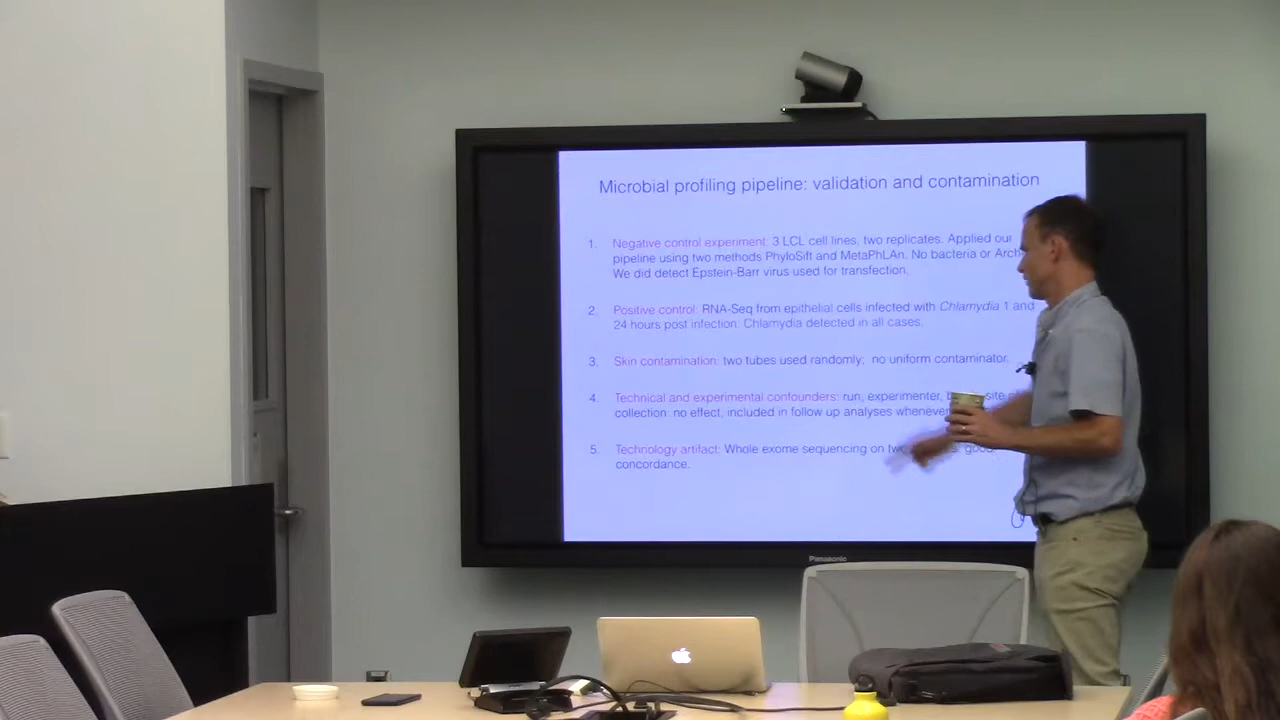 Microbial profiling pipeline: validation and contamination
1. Negative control experiment: 3 LCL cell lines, two replicates. Applied our
pipeline using two methods PhyloSift and MetaPhLAn. No bacteria or
We did detect Epstein-Barr virus used for transfection.
2. Positive control: RNA-Seq from epithelial cells infected with Chlamydia 1 and
24 hours post infection: Chlamydia detected in all cases.
3. Skin contamination: two tubes used randomly; no uniform contaminator.
4. Technical and experimental confounders: run, experimenter, site
collection: no effect, included in follow up analyses
5. Technology artifact: Whole exome sequencing on good
concordance.
Panasonic